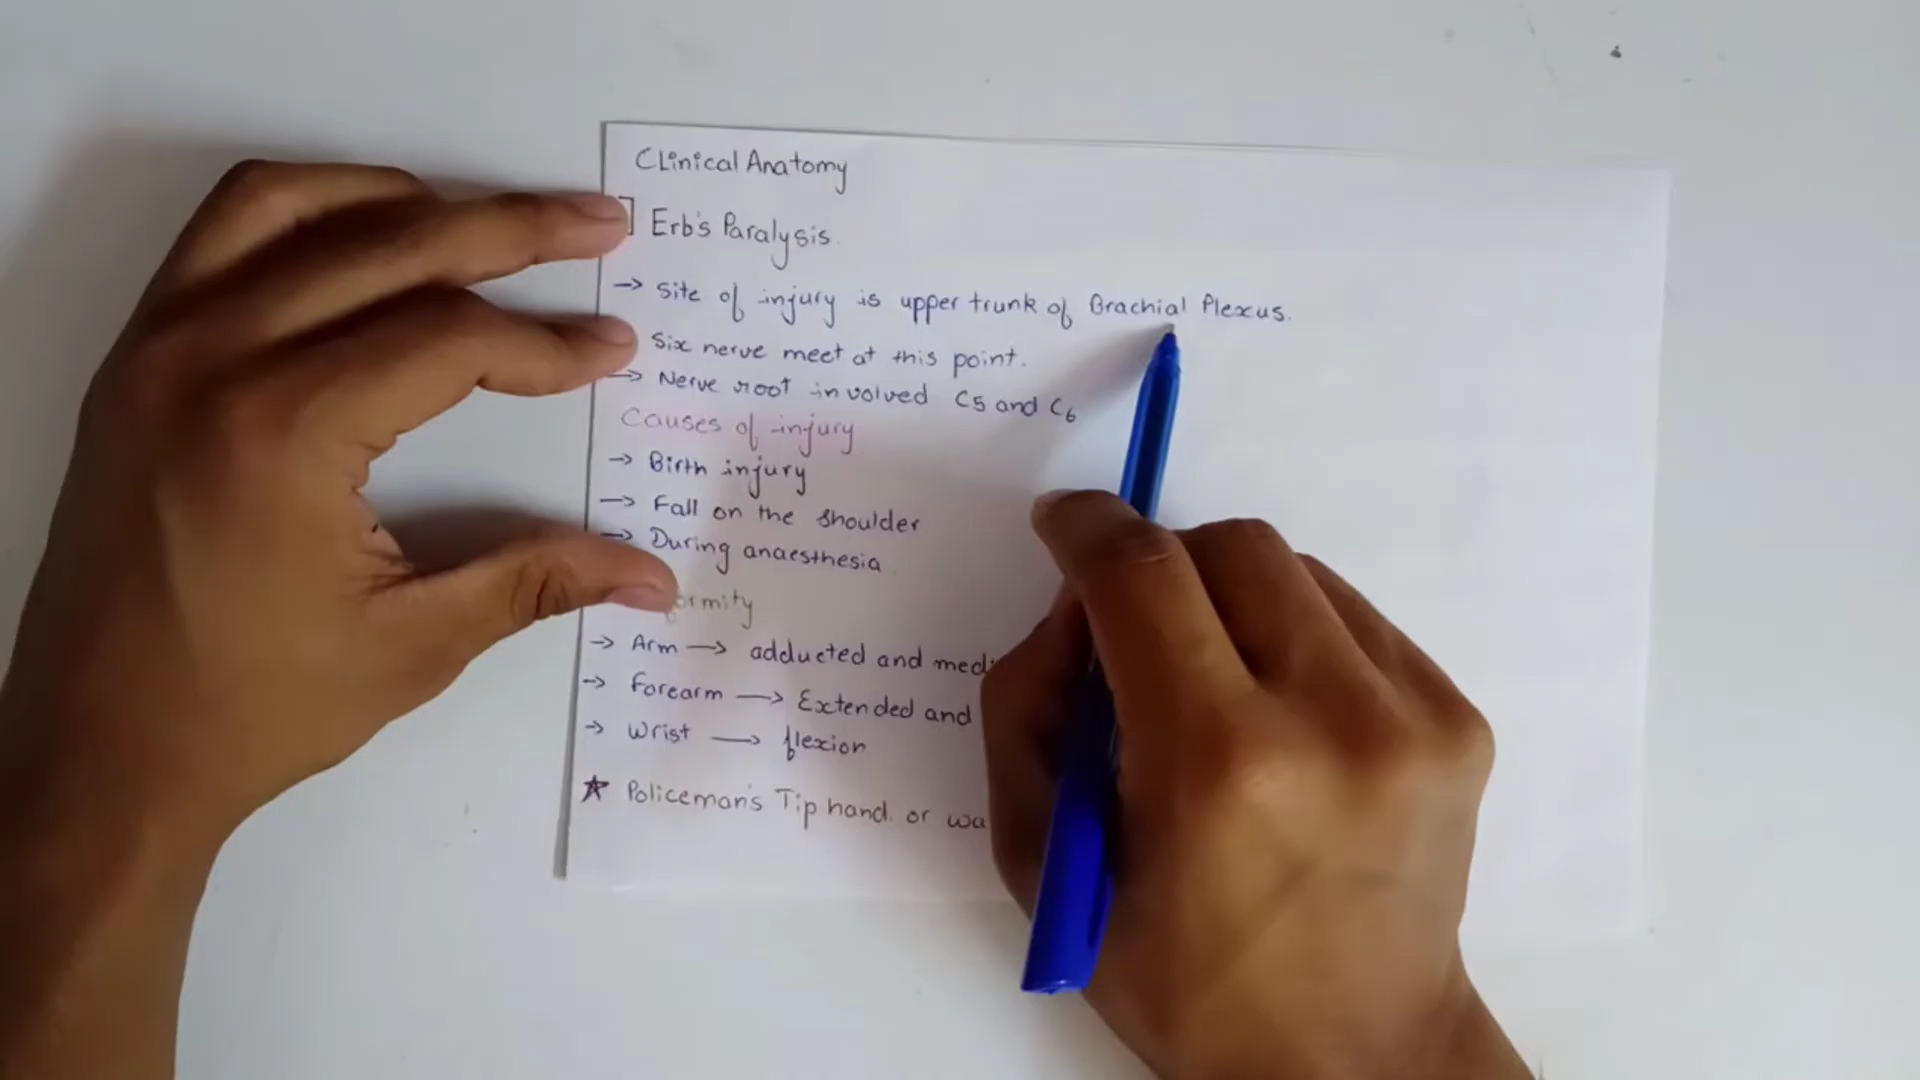 Clinical Anatomy
Erb's Paralysis.
→ Site of injury is upper trunk of Brachial Plexus.
Six nerve meet at this point.
→ Nerve root involved C5 and C6
Causes of injury
→ Birth injury
→ Fall on the shoulder
→ During anaesthesia
→ Arm → adducted and
→ Forearm → Extended and
→ Wrist → flexion
★ Policeman's Tip hand. or